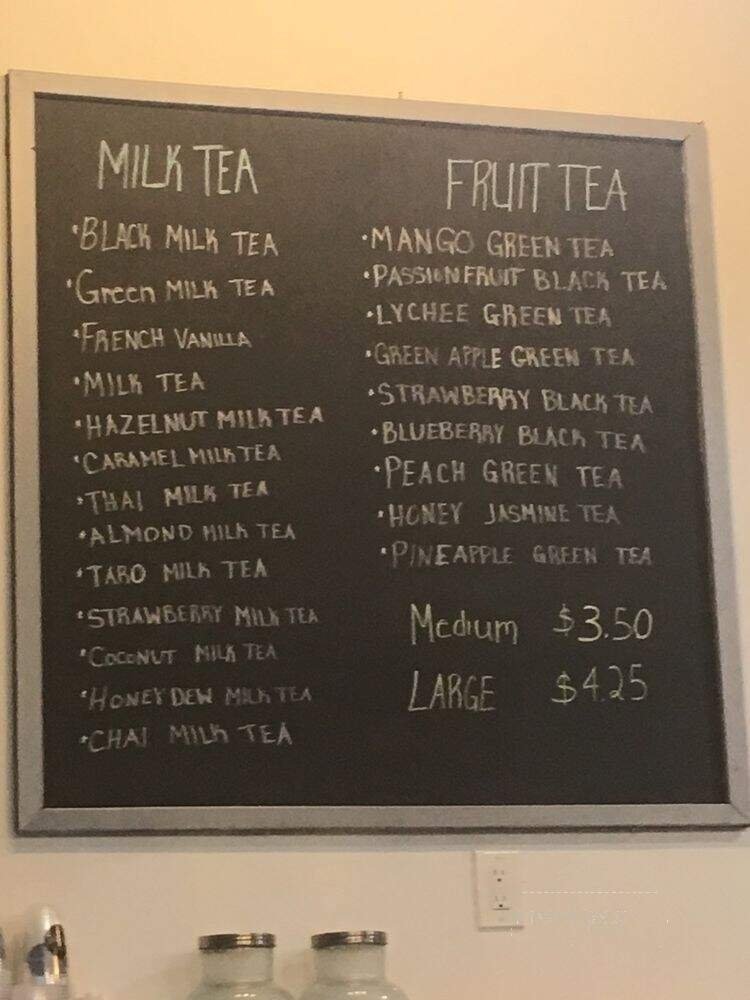 MILK TEA
•BLACK MILK TEA
•Green MILK TEA
•FRENCH VANILLA
•MILK TEA
•HAZELNUT MILK TEA
•CARAMEL MILK TEA
•THAI MILK TEA
•ALMOND MILK TEA
•TARO MILK TEA
•STRAWBERRY MILK TEA
•COCONUT MILK TEA
•HONEY DEW MILK TEA
•CHAI MILK TEA
FRUIT TEA
•MANGO GREEN TEA
•PASSIONFRUIT BLACK TEA
•LYCHEE GREEN TEA
•GREEN APPLE GREEN TEA
•STRAWBERRY BLACK TEA
•BLUEBERRY BLACK TEA
•PEACH GREEN TEA
•HONEY JASMINE TEA
•PINEAPPLE GREEN TEA
Medium $3.50
LARGE $4.25